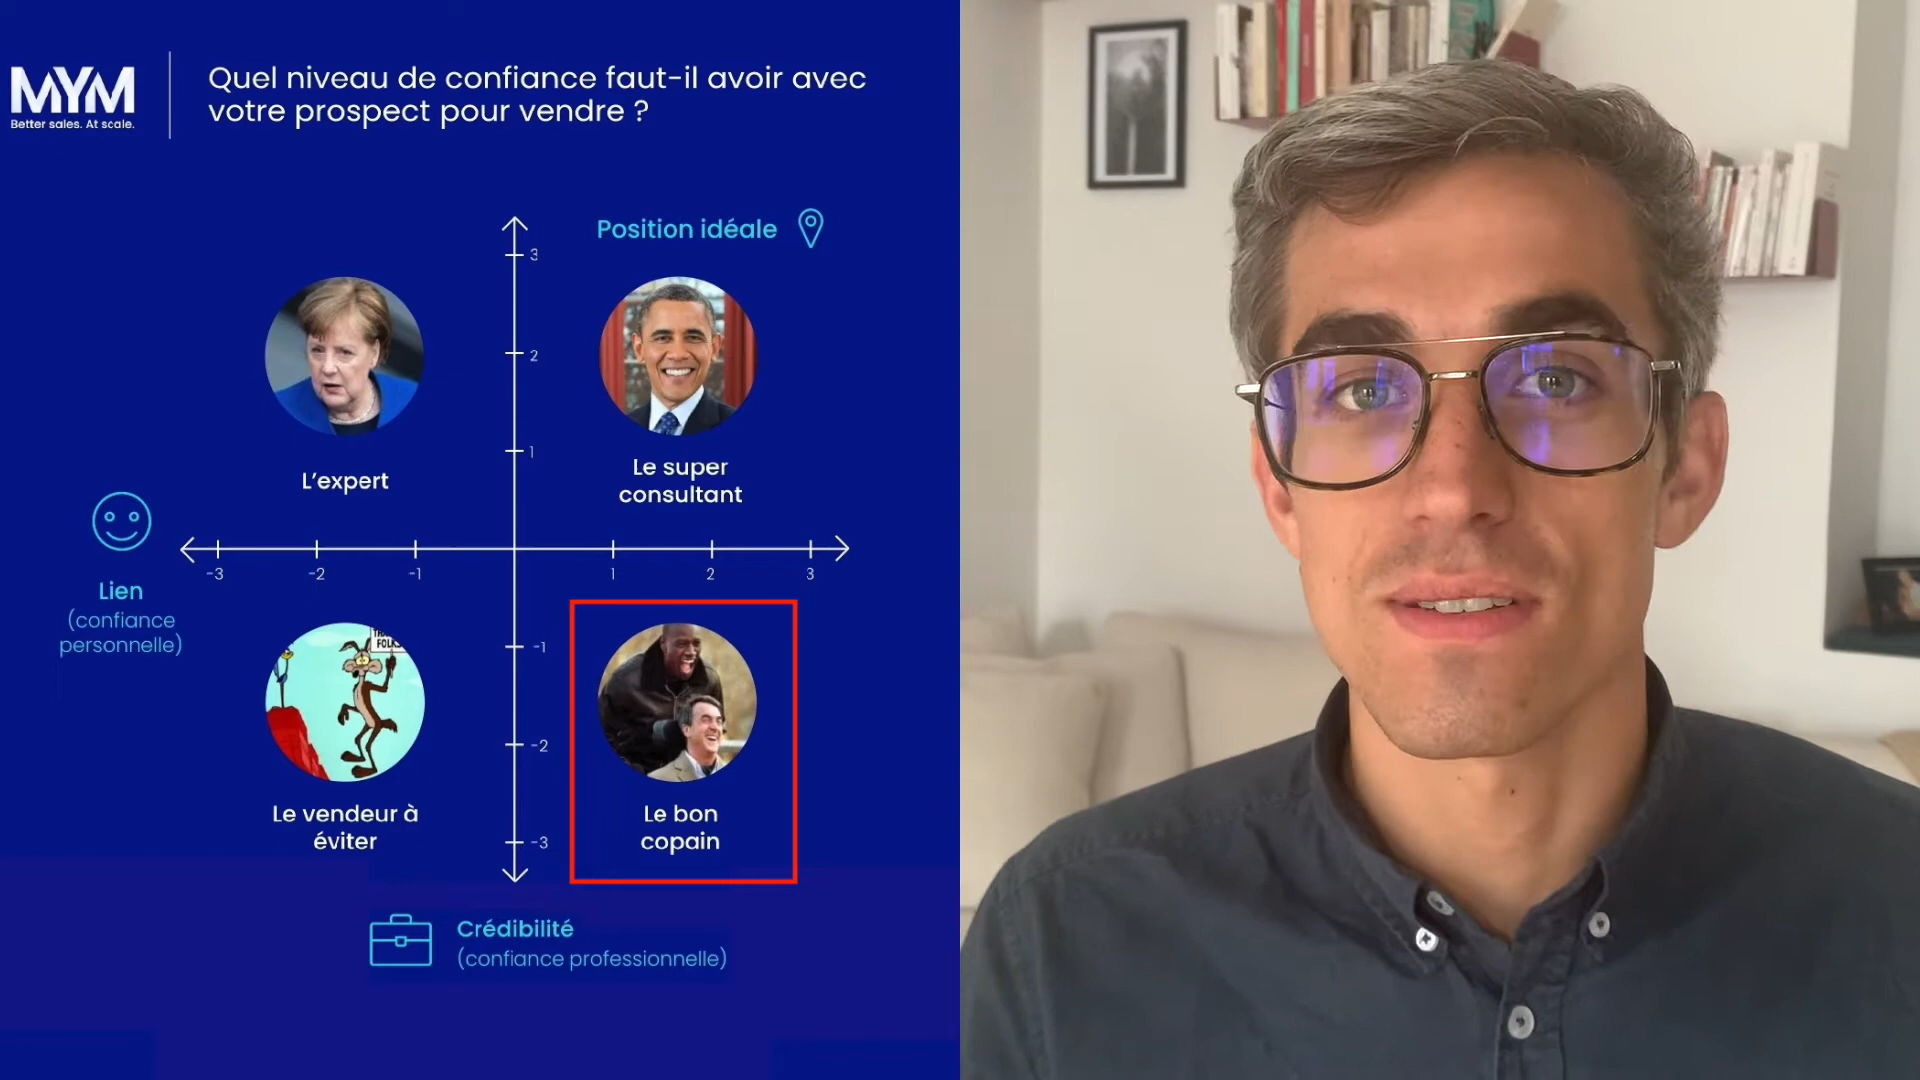 MYM
Better sales. At scale.
Quel niveau de confiance faut-il avoir avec
votre prospect pour vendre ?
Position idéale
3
2
1
L'expert
Le super
consultant
-3
-2
-1
1
2
3
Lien
(confiance
personnelle)
-1
-2
-3
FOLKS
Le vendeur à
éviter
Le bon
copain
Crédibilité
(confiance professionnelle)